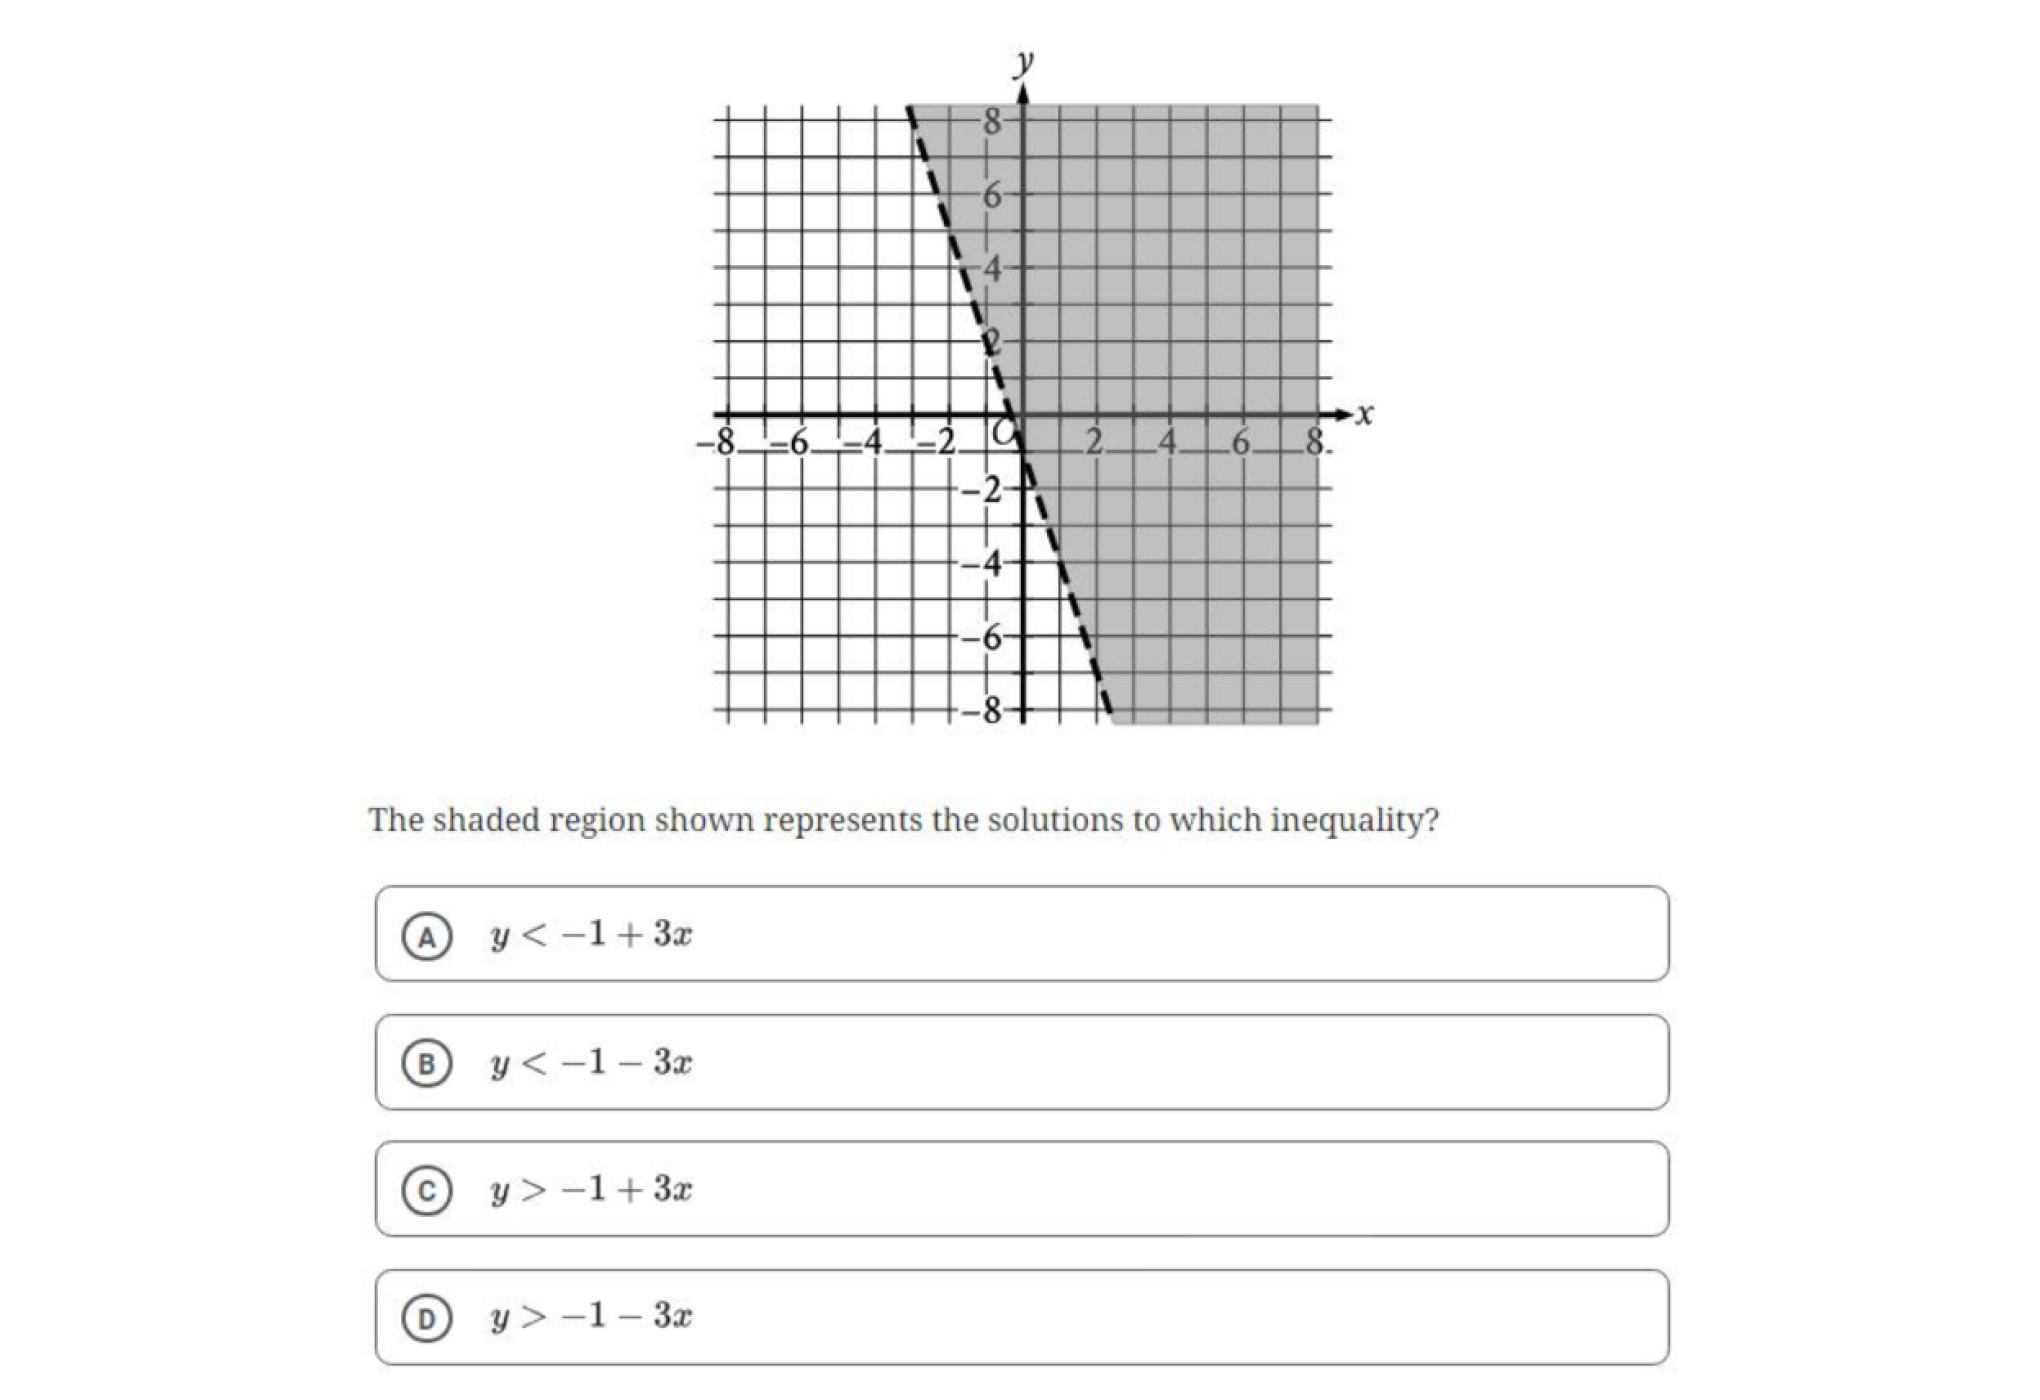 y
8
6
4
2
-8 -6 -4 -2 O 2 4 6 8 x
-2
-4
-6
-8
The shaded region shown represents the solutions to which inequality?
A y < −1 + 3x
B y < −1 − 3x
C y > −1 + 3x
D y > −1 − 3x